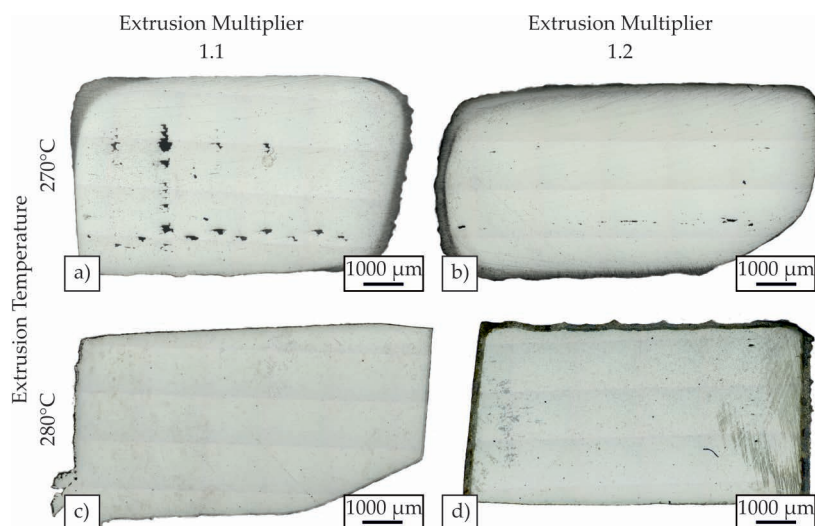 Extrusion Multiplier
1.1
Extrusion Multiplier
1.2
Extrusion Temperature
270°C
a)
1000 µm
b)
1000 µm
280°C
c)
1000 µm
d)
1000 µm